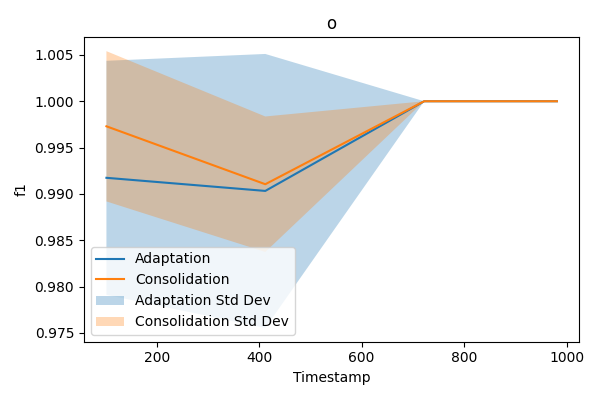 o
1.005
1.000
0.995
0.990
0.985
0.980
0.975
f1
Adaptation
Consolidation
Adaptation Std Dev
Consolidation Std Dev
200 400 600 800 1000
Timestamp